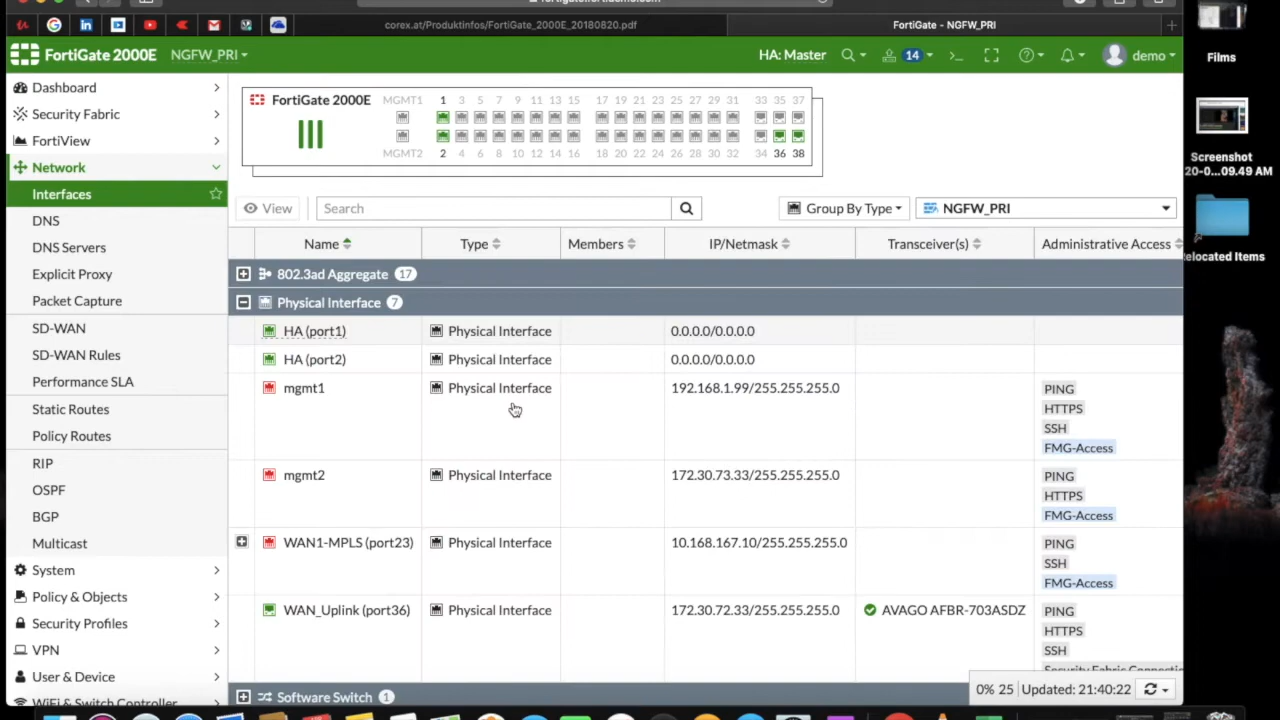 corex.at/Produktinfos/FortiGate_2000E_20180820.pdf
FortiGate - NGFW_PRI
FortiGate 2000E
NGFW_PRI
HA: Master
14
demo
Films
Screenshot
20-0...09.49 AM
Relocated Items
Dashboard
Security Fabric
FortiView
Network
Interfaces
DNS
DNS Servers
Explicit Proxy
Packet Capture
SD-WAN
SD-WAN Rules
Performance SLA
Static Routes
Policy Routes
RIP
OSPF
BGP
Multicast
System
Policy & Objects
Security Profiles
VPN
User & Device
WiFi & Switch Controller
FortiGate 2000E
MGMT1 1 3 5 7 9 11 13 15 17 19 21 23 25 27 29 31 33 35 37
MGMT2 2 4 6 8 10 12 14 16 18 20 22 24 26 28 30 32 34 36 38
View
Search
Group By Type
NGFW_PRI
Name Type Members IP/Netmask Transceiver(s) Administrative Access
802.3ad Aggregate 17
Physical Interface 7
HA (port1) Physical Interface 0.0.0.0/0.0.0.0
HA (port2) Physical Interface 0.0.0.0/0.0.0.0
mgmt1 Physical Interface 192.168.1.99/255.255.255.0 PING
HTTPS
SSH
FMG-Access
mgmt2 Physical Interface 172.30.73.33/255.255.255.0 PING
HTTPS
FMG-Access
WAN1-MPLS (port23) Physical Interface 10.168.167.10/255.255.255.0 PING
SSH
FMG-Access
WAN_Uplink (port36) Physical Interface 172.30.72.33/255.255.255.0 AVAGO AFBR-703ASDZ PING
HTTPS
SSH
Security Fabric Connecti
Software Switch 1
0% 25 Updated: 21:40:22